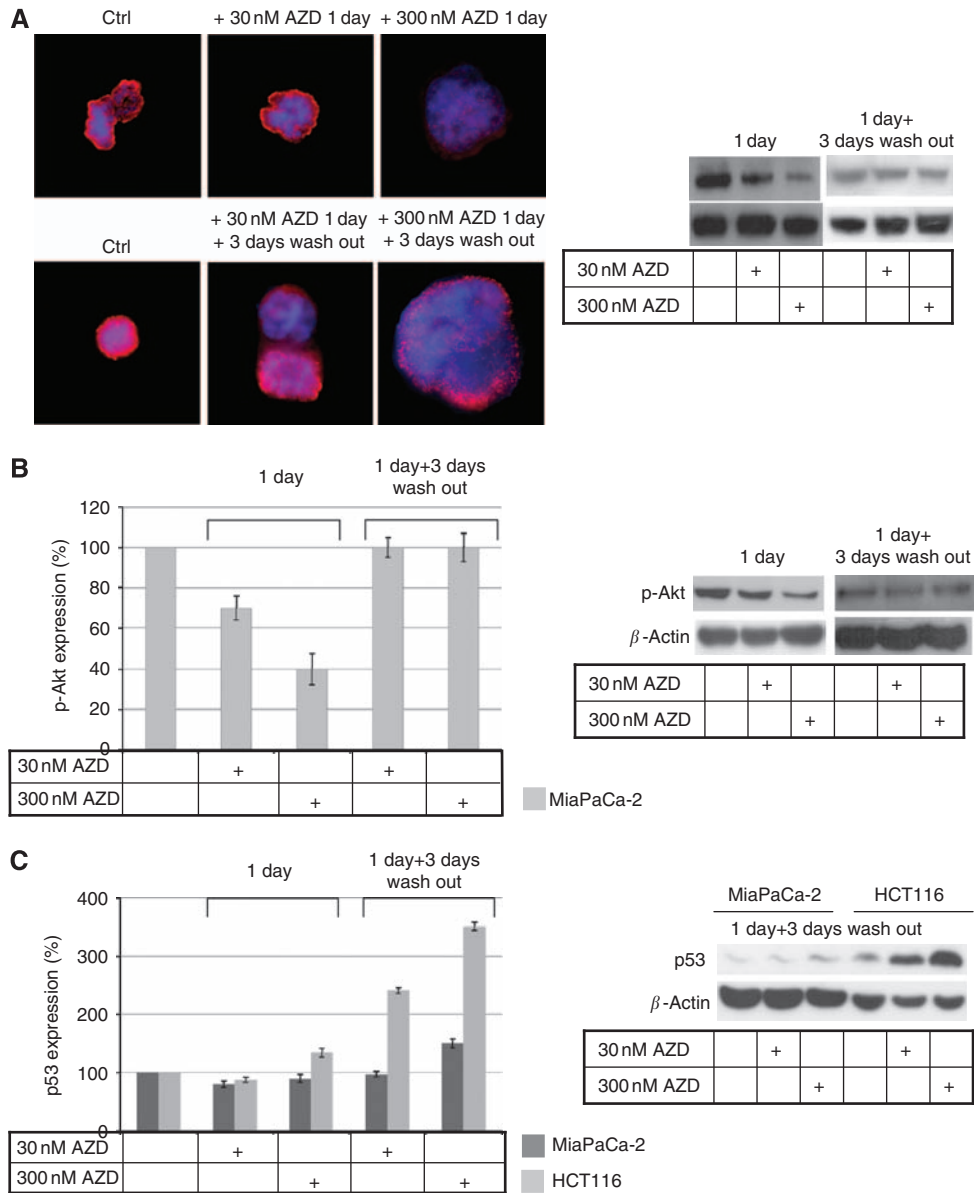 A
Ctrl
+ 30 nM AZD 1 day
+ 300 nM AZD 1 day
Ctrl
+ 30 nM AZD 1 day
+ 3 days wash out
+ 300 nM AZD 1 day
+ 3 days wash out
1 day
1 day+
3 days wash out
30 nM AZD + +
300 nM AZD + +
B
1 day
1 day+3 days
wash out
p-Akt expression (%)
120
100
80
60
40
20
0
30 nM AZD + +
300 nM AZD + +
MiaPaCa-2
1 day
1 day+
3 days wash out
p-Akt
β-Actin
30 nM AZD + +
300 nM AZD + +
C
1 day
1 day+3 days
wash out
p53 expression (%)
400
300
200
100
0
30 nM AZD + +
300 nM AZD + +
MiaPaCa-2
HCT116
MiaPaCa-2 HCT116
1 day+3 days wash out
p53
β-Actin
30 nM AZD + +
300 nM AZD + +